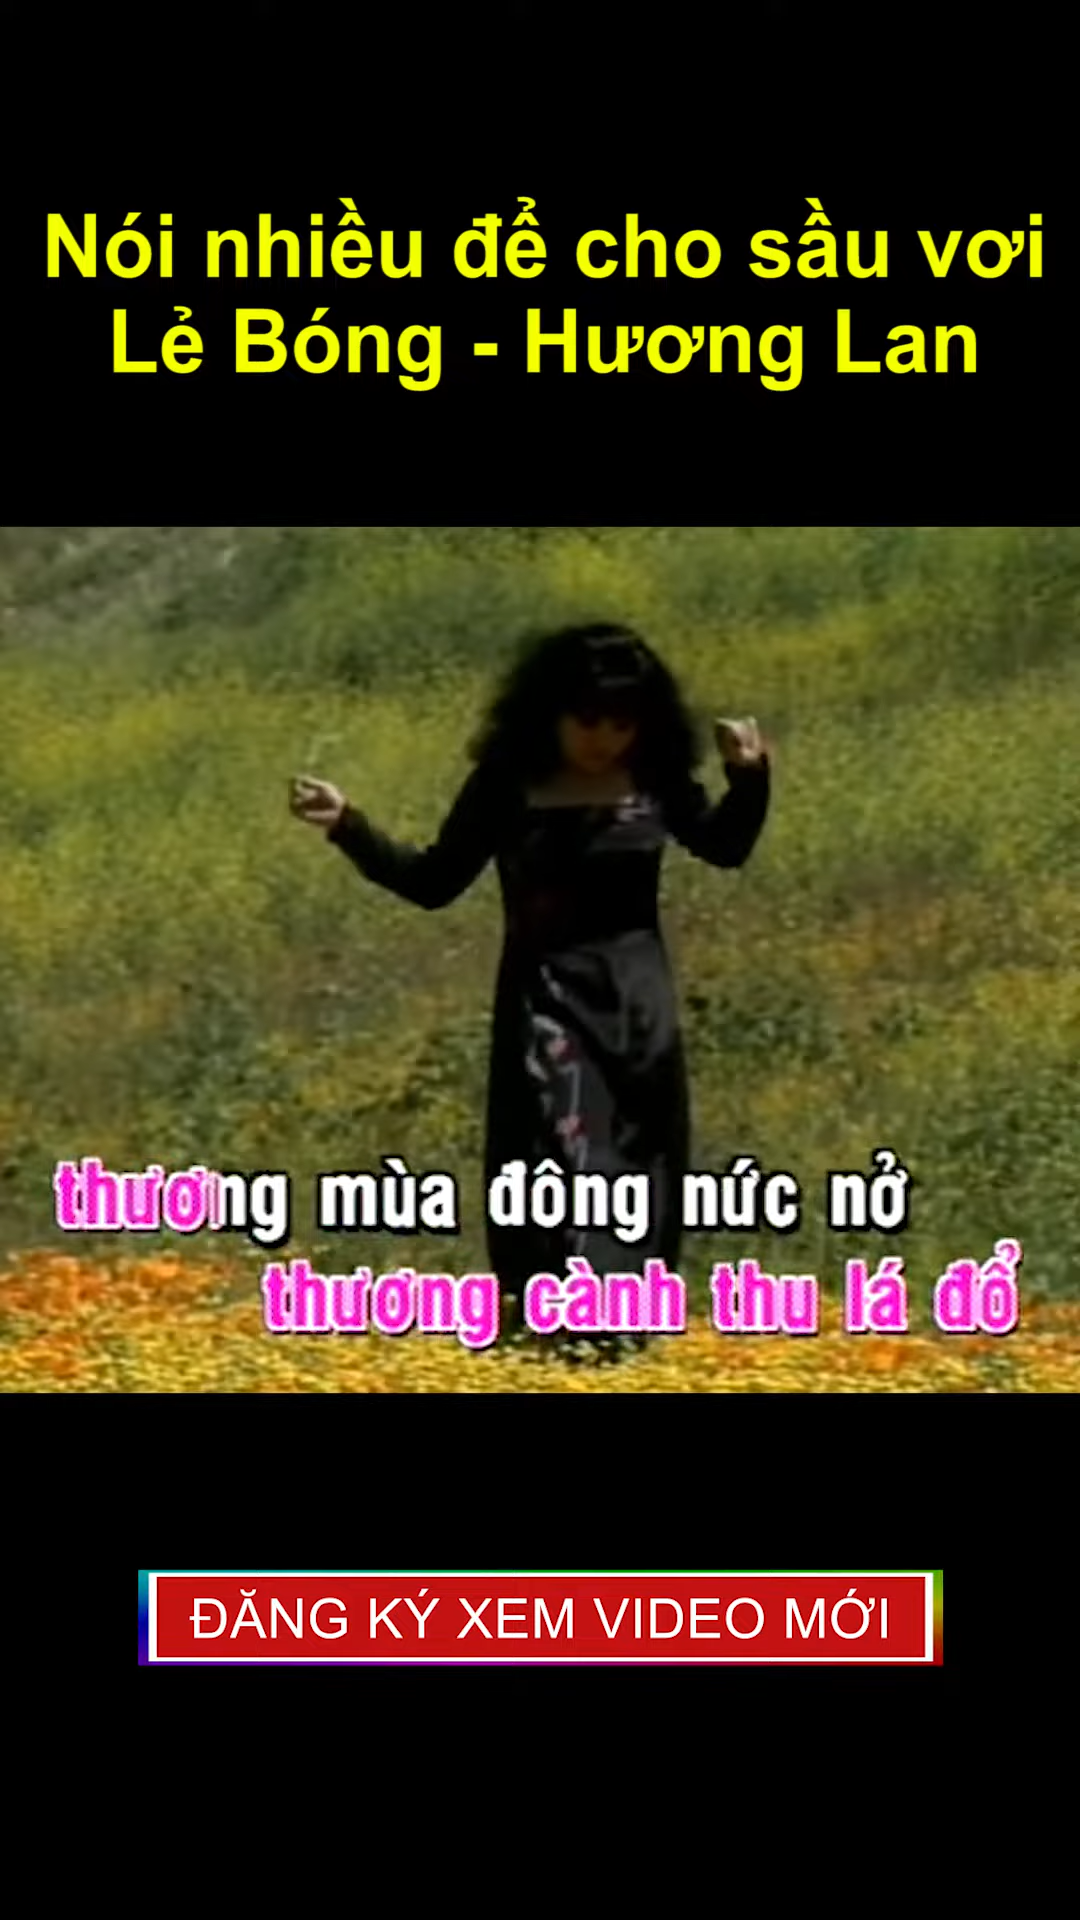 Nói nhiều để cho sầu vơi
Lẻ Bóng - Hương Lan
thương mùa đông nức nở
thương cành thu lá đổ
ĐĂNG KÝ XEM VIDEO MỚI